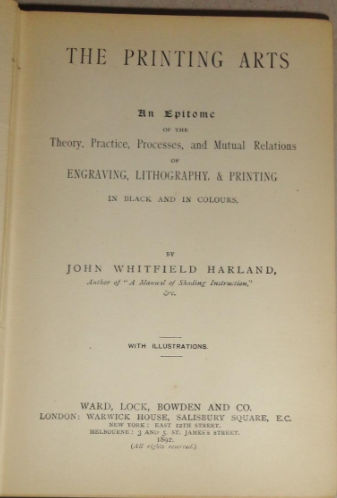 THE PRINTING ARTS
An Epitome
OF THE
Theory, Practice, Processes, and Mutual Relations
OF
ENGRAVING, LITHOGRAPHY, & PRINTING
IN BLACK AND IN COLOURS.
BY
JOHN WHITFIELD HARLAND,
Author of "A Manual of Shading Instruction,"
&c.
WITH ILLUSTRATIONS.
WARD, LOCK, BOWDEN AND CO.
LONDON: WARWICK HOUSE, SALISBURY SQUARE, E.C.
NEW YORK: EAST 12TH STREET.
MELBOURNE: 3 AND 5, ST. JAMES'S STREET.
1892.
(All rights reserved.)